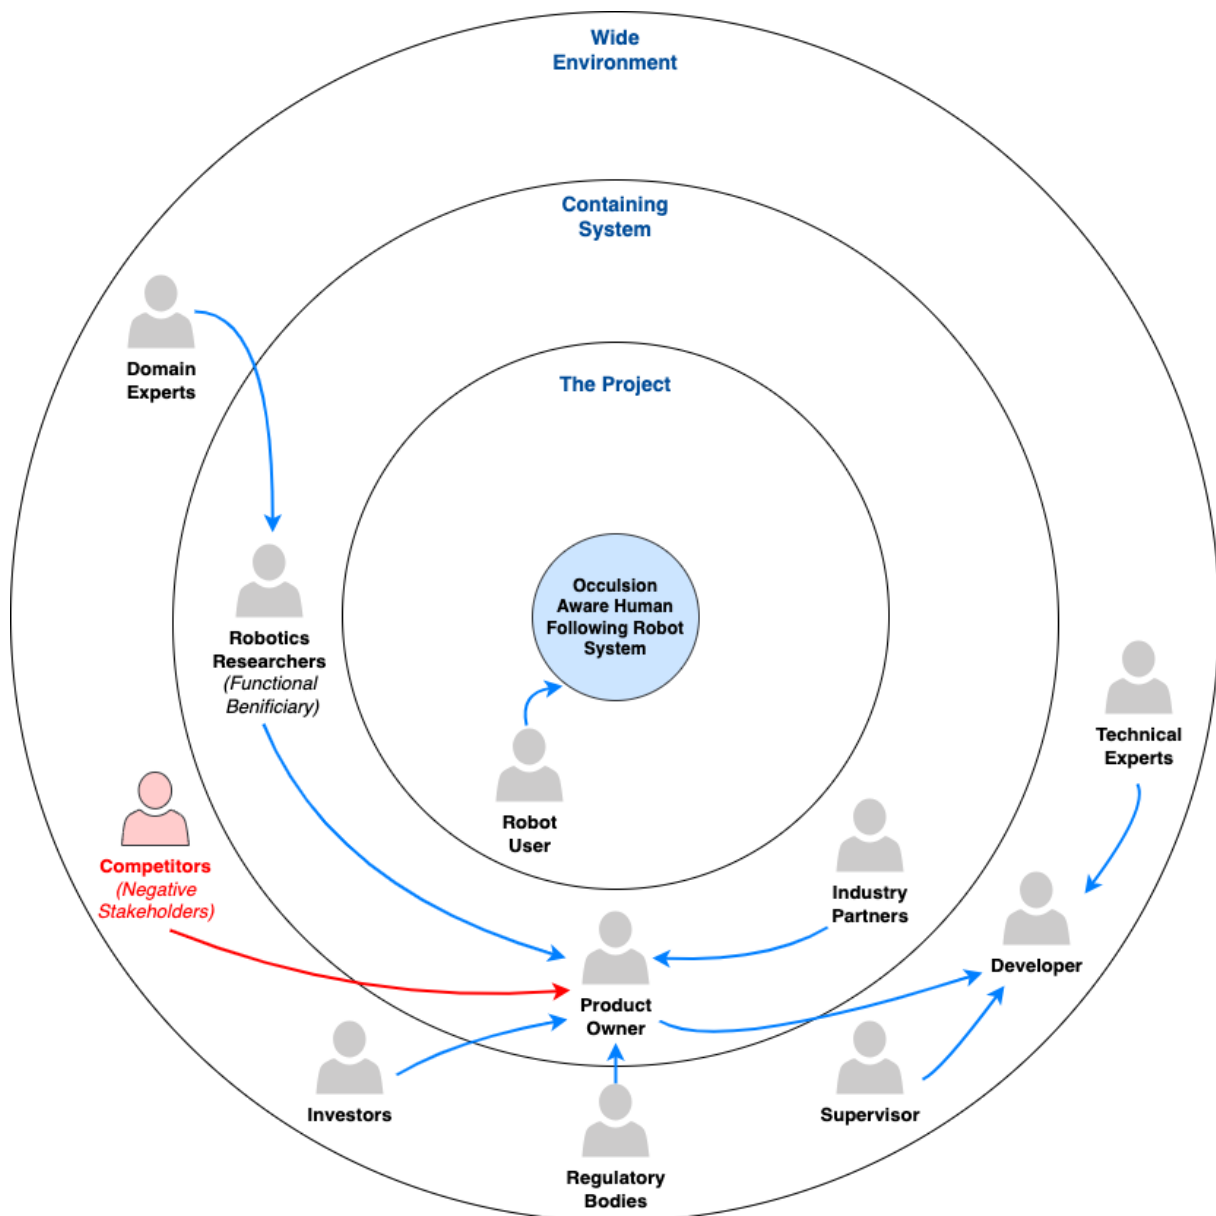 Wide
Environment
Containing
System
The Project
Domain
Experts
Occulsion
Aware Human
Following Robot
System
Robotics
Researchers
(Functional
Benificiary)
Technical
Experts
Robot
User
Competitors
(Negative
Stakeholders)
Industry
Partners
Developer
Product
Owner
Investors
Supervisor
Regulatory
Bodies